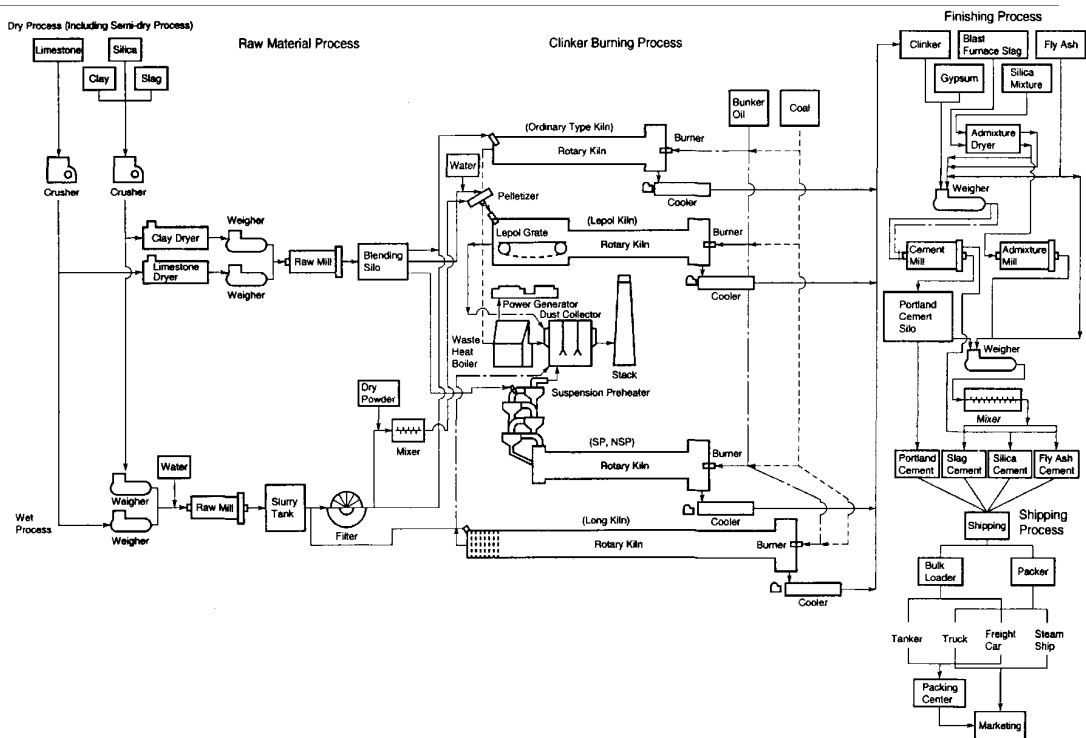 Dry Process (Including Semi-dry Process)
Limestone
Silica
Clay
Slag
Crusher
Crusher
Raw Material Process
Weigher
Clay Dryer
Limestone
Dryer
Weigher
Raw Mill
Blending
Silo
Dry
Powder
Mixer
Water
Weigher
Weigher
Raw Mill
Slurry
Tank
Filter
Wet
Process
Clinker Burning Process
Bunker
Oil
Coal
(Ordinary Type Kiln)
Rotary Kiln
Burner
Cooler
Water
Pelletizer
(Lepol Kiln)
Lepol Grate
Rotary Kiln
Burner
Cooler
Power Generator
Dust Collector
Waste
Heat
Boiler
Stack
Suspension Preheater
(SP, NSP)
Rotary Kiln
Burner
Cooler
(Long Kiln)
Rotary Kiln
Burner
Cooler
Finishing Process
Clinker
Blast
Furnace Slag
Fly Ash
Gypsum
Silica
Mixture
Admixture
Dryer
Weigher
Cement
Mill
Admixture
Mill
Portland
Cemert
Silo
Weigher
Mixer
Portland
Cement
Slag
Cement
Silica
Cement
Fly Ash
Cement
Shipping
Shipping
Process
Bulk
Loader
Packer
Tanker
Truck
Freight
Car
Steam
Ship
Packing
Center
Marketing